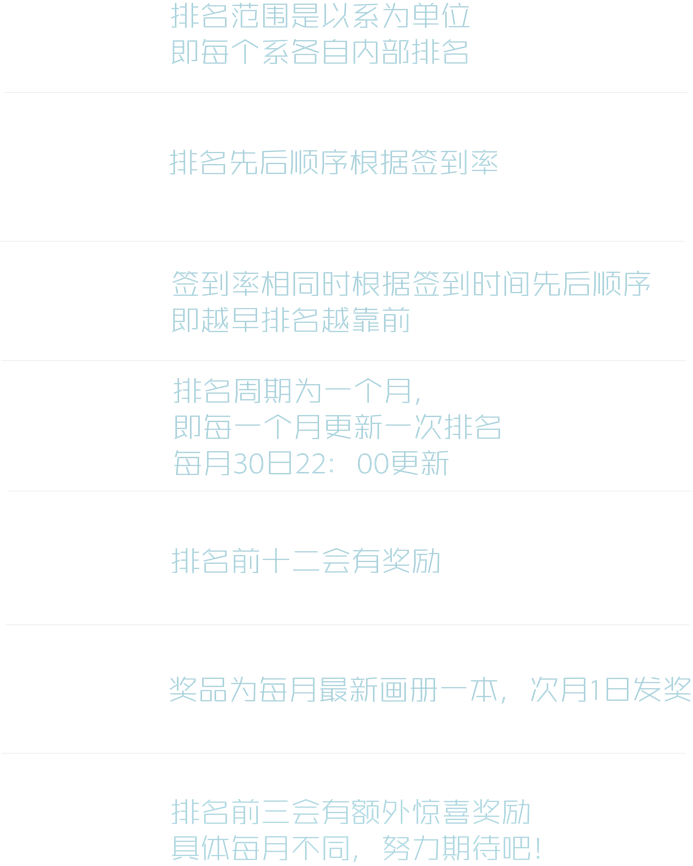 排名范围是以系为单位
即每个系各自内部排名
排名先后顺序根据签到率
签到率相同时根据签到时间先后顺序
即越早排名越靠前
排名周期为一个月，
即每一个月更新一次排名
每月30日22：00更新
排名前十二会有奖励
奖品为每月最新画册一本，次月1日发奖
排名前三会有额外惊喜奖励
具体每月不同，努力期待吧！